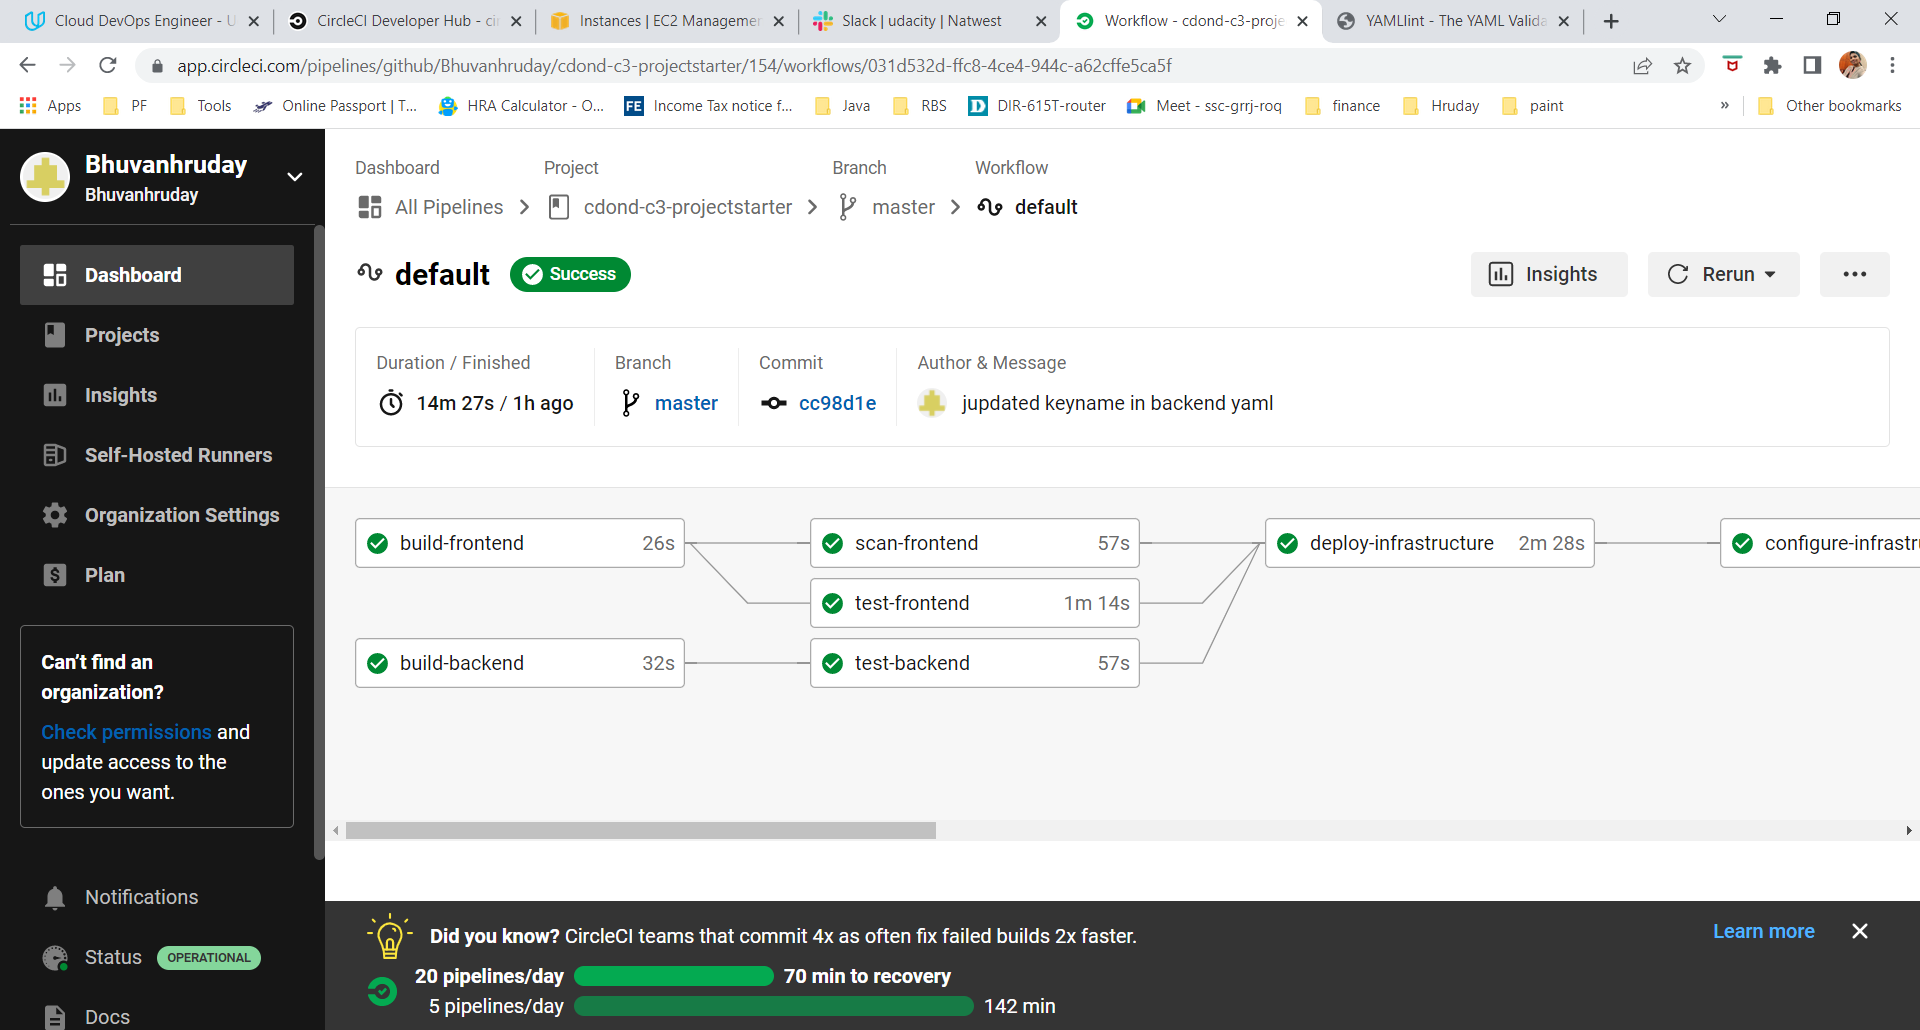 Cloud DevOps Engineer - U
CircleCI Developer Hub - cir
Instances | EC2 Managemen
Slack | udacity | Natwest
Workflow - cdond-c3-proje
YAMLlint - The YAML Valida
app.circleci.com/pipelines/github/Bhuvanhruday/cdond-c3-projectstarter/154/workflows/031d532d-ffc8-4ce4-944c-a62cffe5ca5f
Apps
PF
Tools
Online Passport | T...
HRA Calculator - O...
FE
Income Tax notice f...
Java
RBS
D
DIR-615T-router
Meet - ssc-grrj-roq
finance
Hruday
paint
»
Other bookmarks
Bhuvanhruday
Bhuvanhruday
Dashboard
Projects
Insights
Self-Hosted Runners
Organization Settings
Plan
Can't find an
organization?
Check permissions and
update access to the
ones you want.
Notifications
Status OPERATIONAL
Docs
Dashboard
Project
Branch
Workflow
All Pipelines
cdond-c3-projectstarter
master
default
default
Success
Insights
Rerun
Duration / Finished
14m 27s / 1h ago
Branch
master
Commit
cc98d1e
Author & Message
jupdated keyname in backend yaml
build-frontend 26s
scan-frontend 57s
deploy-infrastructure 2m 28s
configure-infrastru
test-frontend 1m 14s
build-backend 32s
test-backend 57s
Did you know? CircleCI teams that commit 4x as often fix failed builds 2x faster.
Learn more
20 pipelines/day
70 min to recovery
5 pipelines/day
142 min